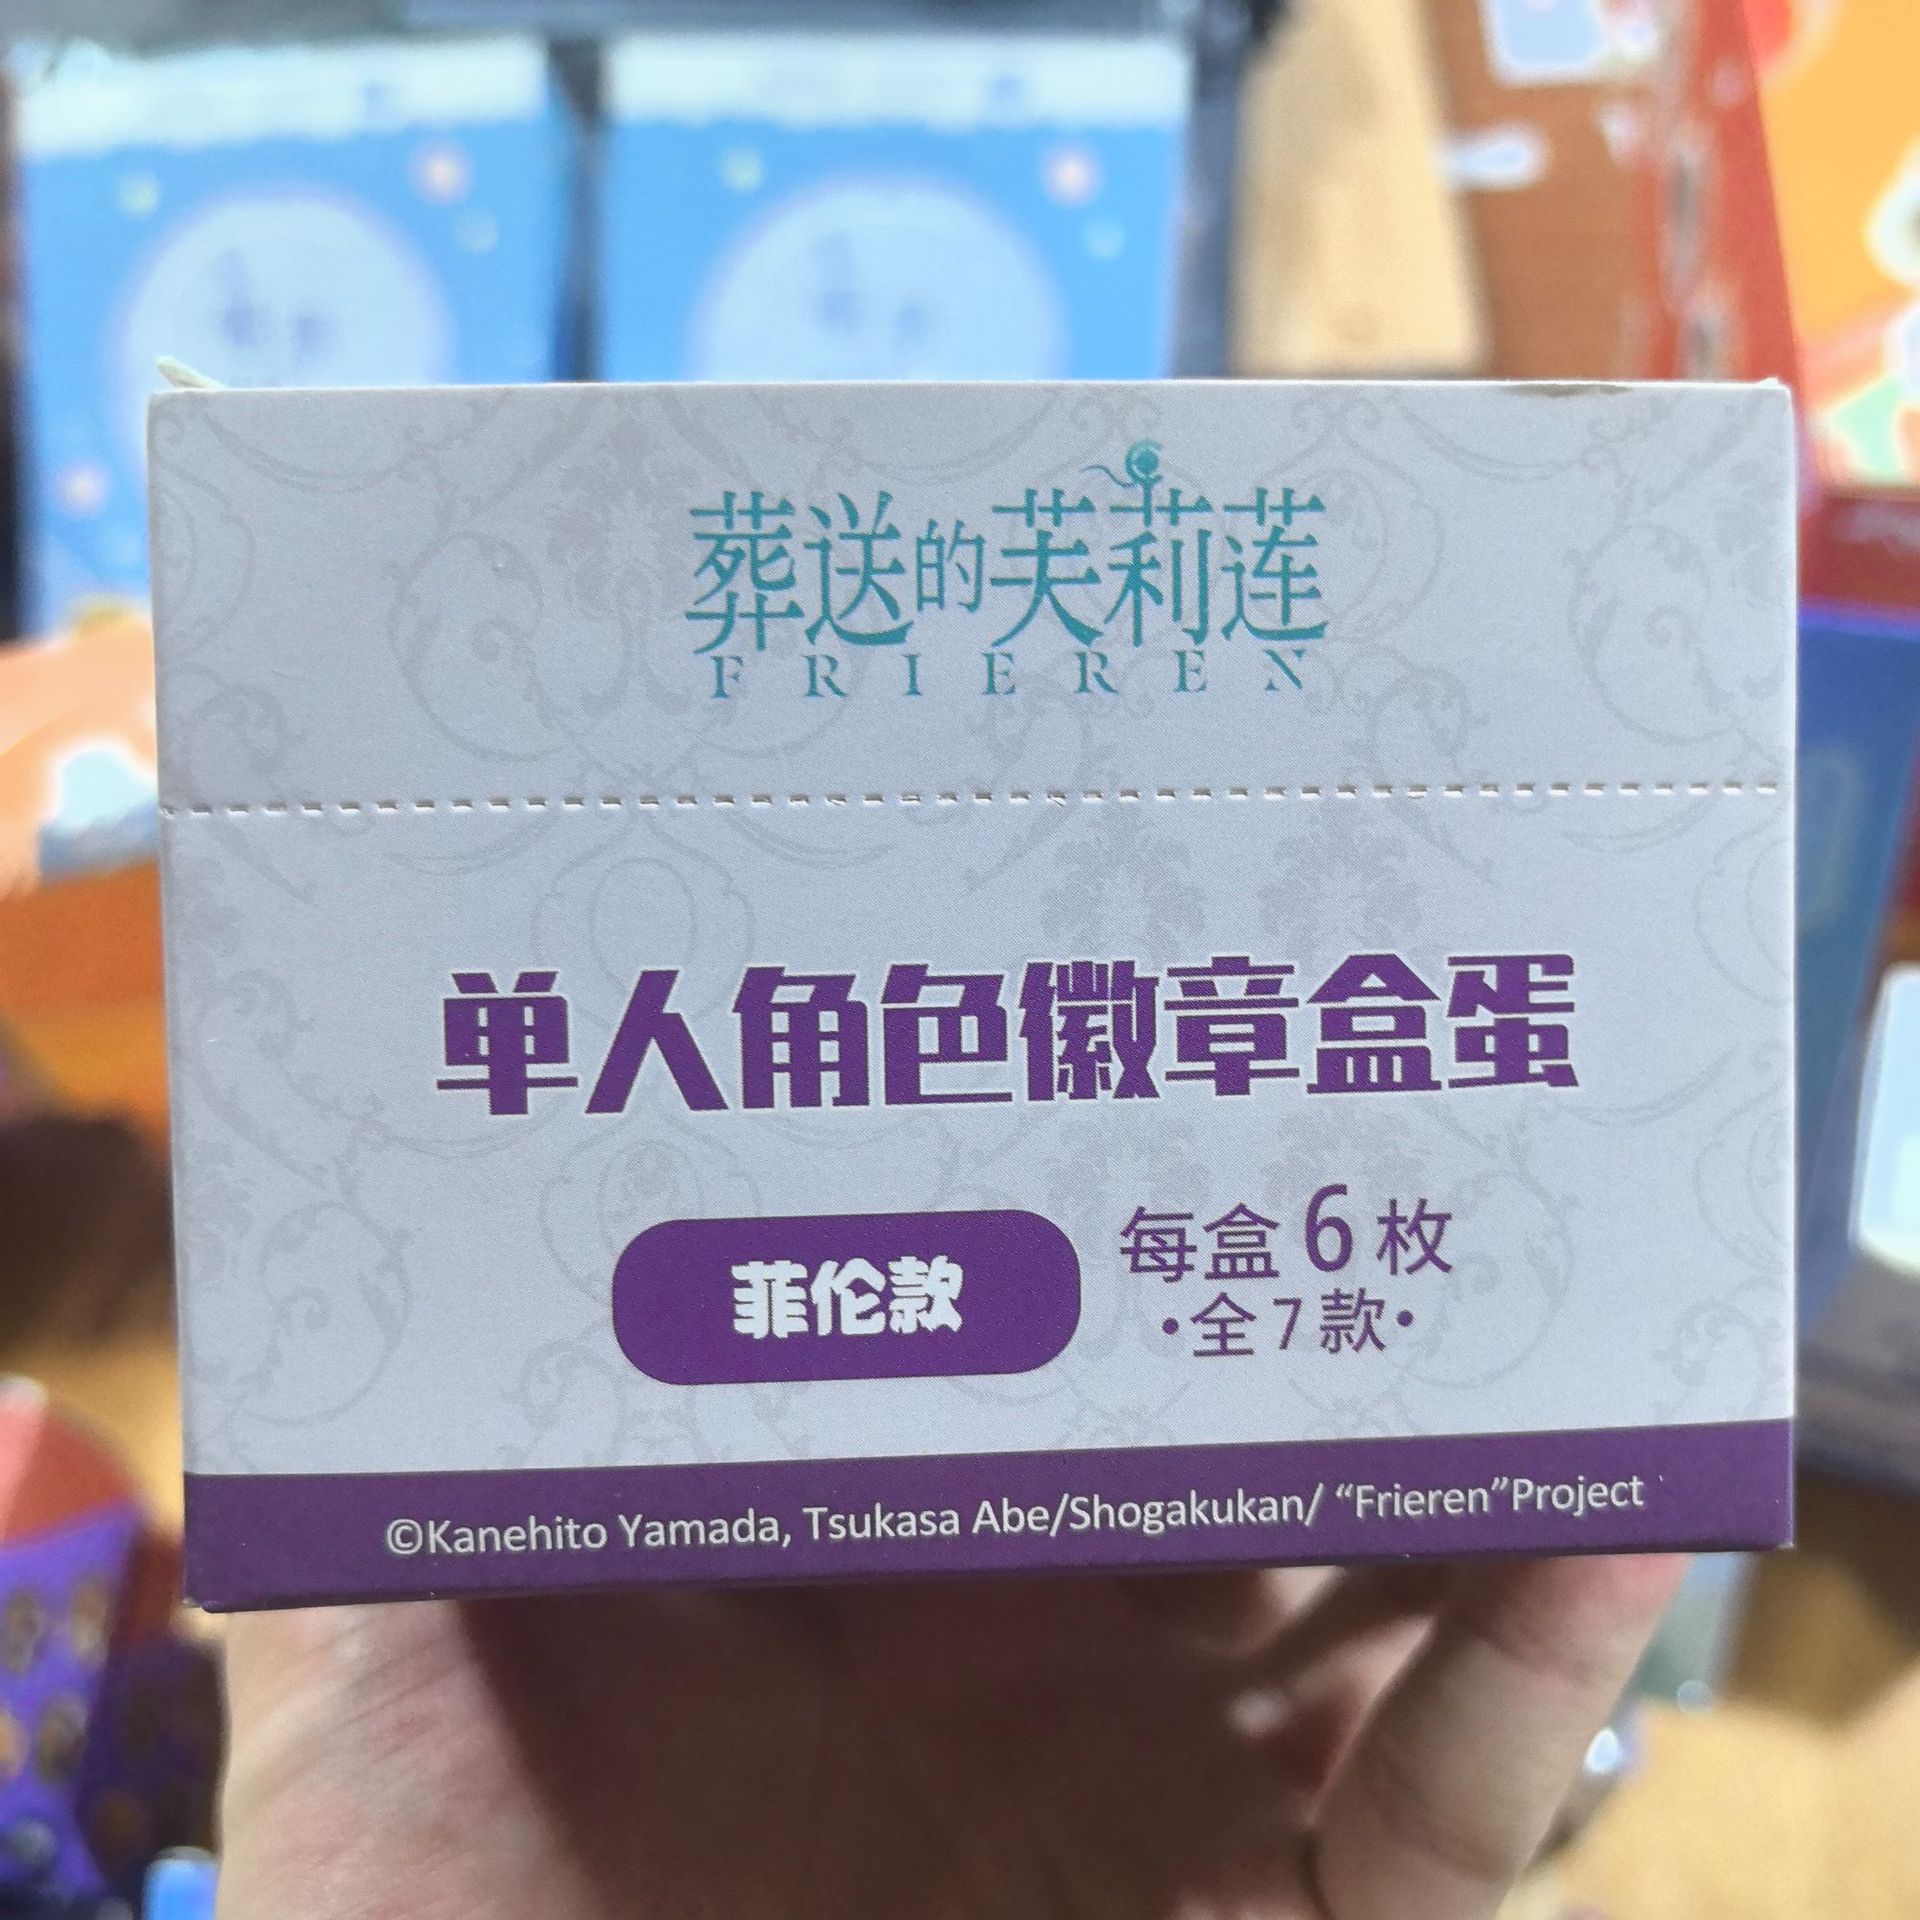 葬送的芙莉莲
FRIEREN
单人角色徽章盒蛋
菲伦款
每盒6枚
·全7款·
©Kanehito Yamada, Tsukasa Abe/Shogakukan/ “Frieren”Project